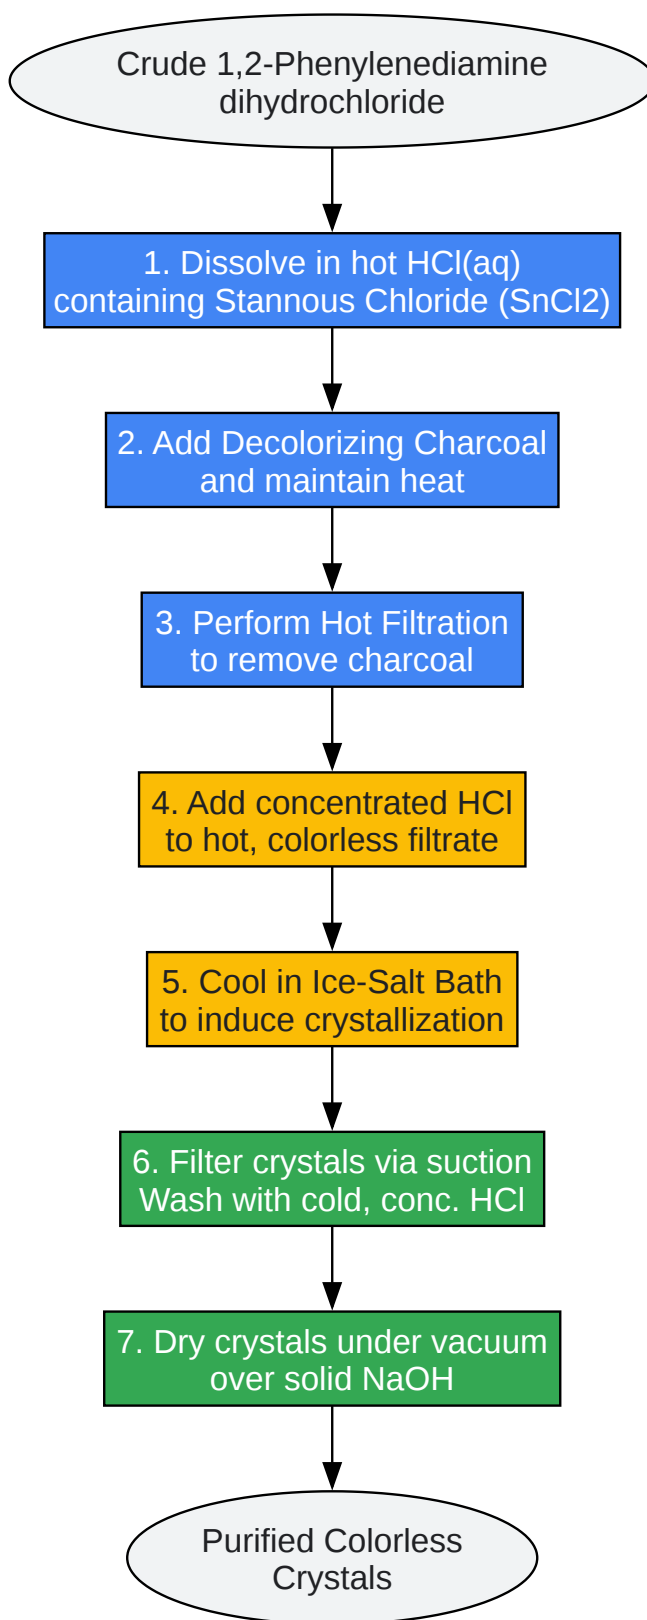 Crude 1,2-Phenylenediamine
dihydrochloride
1. Dissolve in hot HCl(aq)
containing Stannous Chloride (SnCl2)
2. Add Decolorizing Charcoal
and maintain heat
3. Perform Hot Filtration
to remove charcoal
4. Add concentrated HCl
to hot, colorless filtrate
5. Cool in Ice-Salt Bath
to induce crystallization
6. Filter crystals via suction
Wash with cold, conc. HCl
7. Dry crystals under vacuum
over solid NaOH
Purified Colorless
Crystals